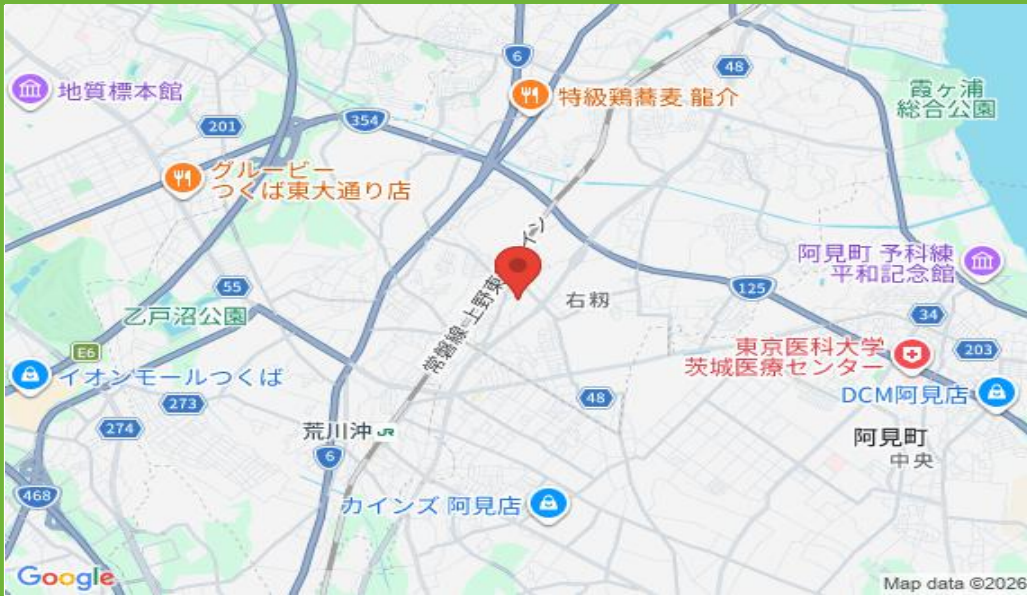 6
48
地質標本館
特級鶏蕎麦 龍介
霞ヶ浦
総合公園
201
354
グルービー
つくば東大通り店
イン
阿見町 予科練
平和記念館
55
右籾
125
乙戸沼公園
常磐線-上野東
34
E6
東京医科大学
茨城医療センター
203
イオンモールつくば
DCM阿見店
273
48
274
荒川沖 JR
阿見町
中央
6
468
カインズ 阿見店
Google
Map data ©2026